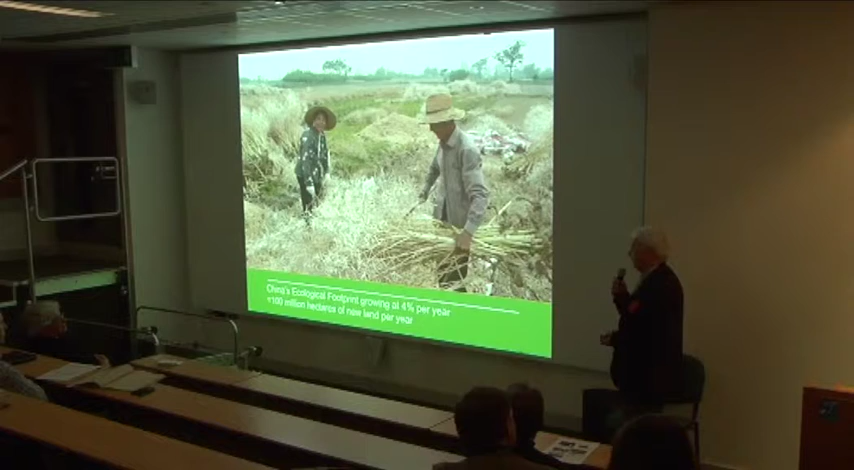 China's Ecological Footprint growing at 4% per year
+100 million hectares of new land per year